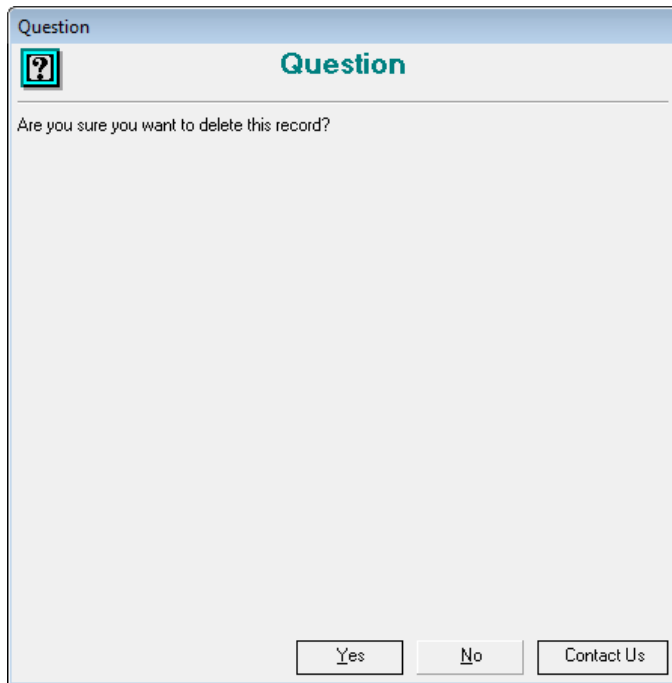 Question
Question
Are you sure you want to delete this record?
Yes No Contact Us